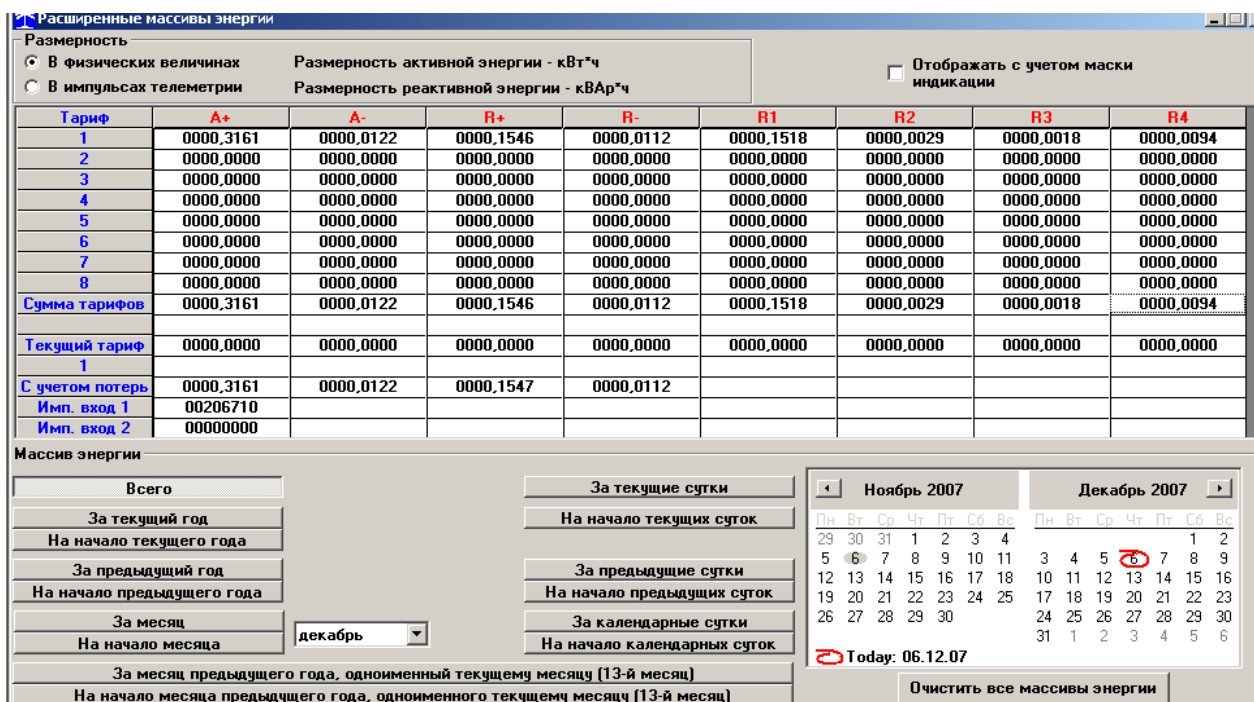 Расширенные массивы энергии
Размерность
В физических величинах Размерность активной энергии - кВт*ч
В импульсах телеметрии Размерность реактивной энергии - кВАр*ч
Отображать с учетом маски
индикации
Тариф A+ A- R+ R- R1 R2 R3 R4
1 0000,3161 0000,0122 0000,1546 0000,0112 0000,1518 0000,0029 0000,0018 0000,0094
2 0000,0000 0000,0000 0000,0000 0000,0000 0000,0000 0000,0000 0000,0000 0000,0000
3 0000,0000 0000,0000 0000,0000 0000,0000 0000,0000 0000,0000 0000,0000 0000,0000
4 0000,0000 0000,0000 0000,0000 0000,0000 0000,0000 0000,0000 0000,0000 0000,0000
5 0000,0000 0000,0000 0000,0000 0000,0000 0000,0000 0000,0000 0000,0000 0000,0000
6 0000,0000 0000,0000 0000,0000 0000,0000 0000,0000 0000,0000 0000,0000 0000,0000
7 0000,0000 0000,0000 0000,0000 0000,0000 0000,0000 0000,0000 0000,0000 0000,0000
8 0000,0000 0000,0000 0000,0000 0000,0000 0000,0000 0000,0000 0000,0000 0000,0000
Сумма тарифов 0000,3161 0000,0122 0000,1546 0000,0112 0000,1518 0000,0029 0000,0018 0000,0094
Текущий тариф 0000,0000 0000,0000 0000,0000 0000,0000 0000,0000 0000,0000 0000,0000 0000,0000
1
С учетом потерь 0000,3161 0000,0122 0000,1547 0000,0112
Имп. вход 1 00206710
Имп. вход 2 00000000
Массив энергии
Всего
За текущий год
На начало текущего года
За предыдущий год
На начало предыдущего года
За месяц
На начало месяца
декабрь
За текущие сутки
На начало текущих суток
За предыдущие сутки
На начало предыдущих суток
За календарные сутки
На начало календарных суток
За месяц предыдущего года, одноименный текущему месяцу (13-й месяц)
На начало месяца предыдущего года, одноименного текущему месяцу (13-й месяц)
Ноябрь 2007
Пн Вт Ср Чт Пт Сб Вс
29 30 31 1 2 3 4
5 6 7 8 9 10 11
12 13 14 15 16 17 18
19 20 21 22 23 24 25
26 27 28 29 30
Декабрь 2007
Пн Вт Ср Чт Пт Сб Вс
1 2
3 4 5 6 7 8 9
10 11 12 13 14 15 16
17 18 19 20 21 22 23
24 25 26 27 28 29 30
31 1 2 3 4 5 6
Today: 06.12.07
Очистить все массивы энергии